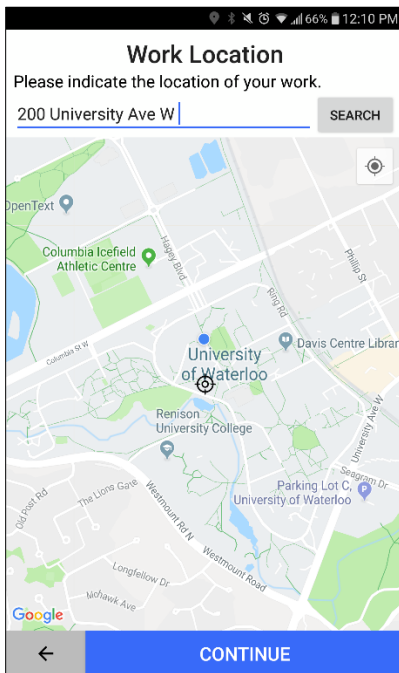 66% 12:10 PM
Work Location
Please indicate the location of your work.
200 University Ave W
SEARCH
OpenText
Columbia Icefield
Athletic Centre
Hagey Blvd
Phillip St
Ring Rd
Columbia St W
Davis Centre Librar
University
of Waterloo
Renison
University College
University Ave W
Seagram Dr
Parking Lot C,
University of Waterloo
Old Post Rd
The Lions Gate
Westmount Rd N
Westmount Road
Longfellow Dr
Mohawk Ave
Google
CONTINUE